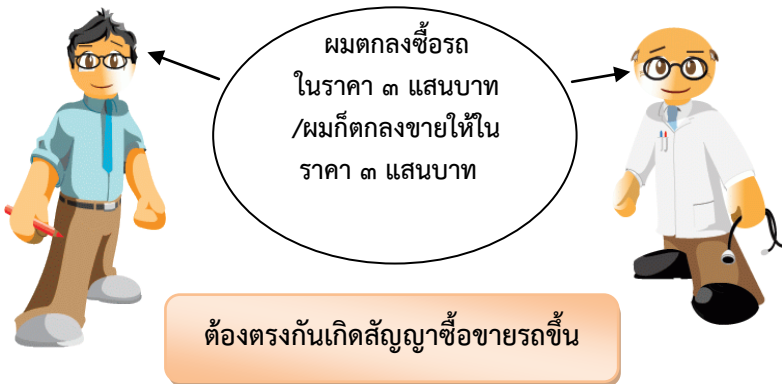 ผมตกลงซื้อรถ
ในราคา ๓ แสนบาท
/ผมก็ตกลงขายให้ใน
ราคา ๓ แสนบาท
ต้องตรงกันเกิดสัญญาซื้อขายรถขึ้น